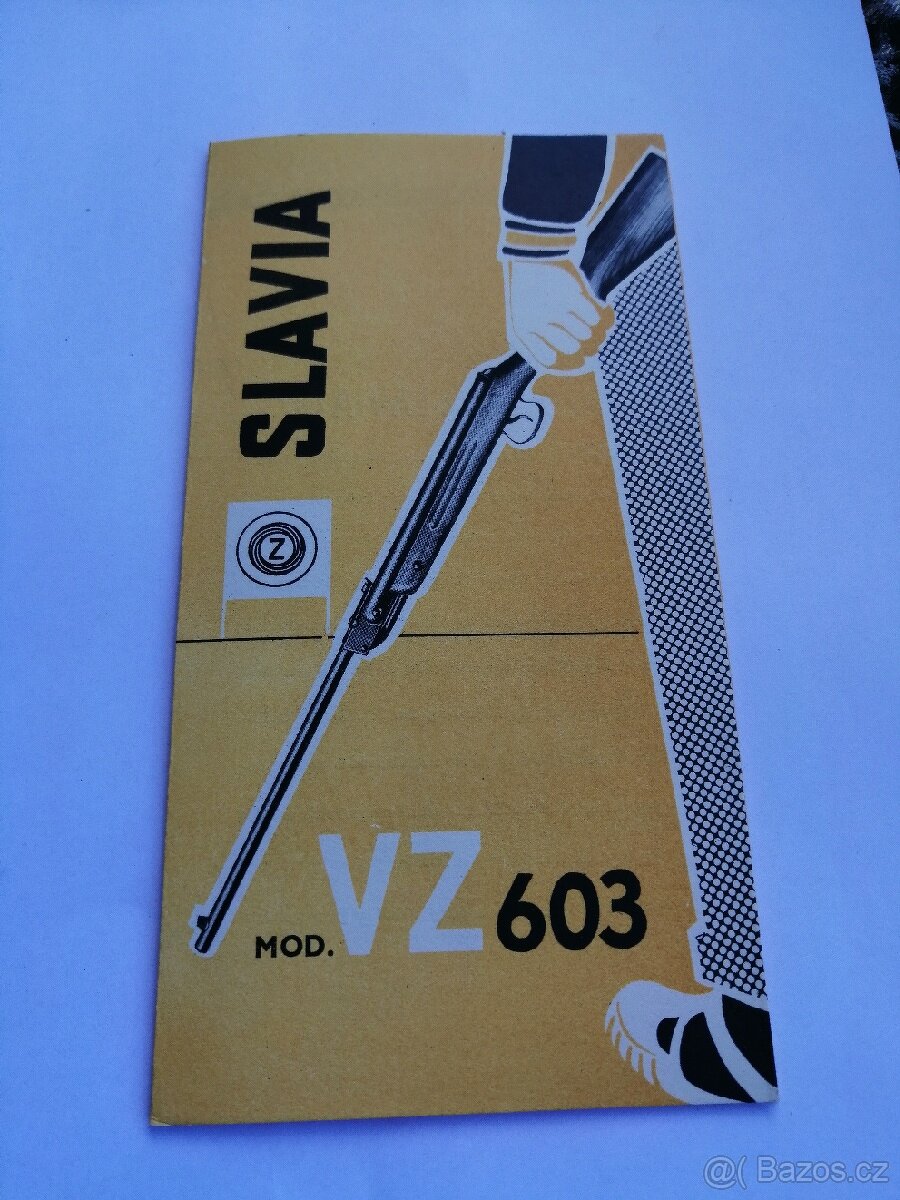 SLAVIA
Z
MOD. VZ 603
@( Bazos.cz